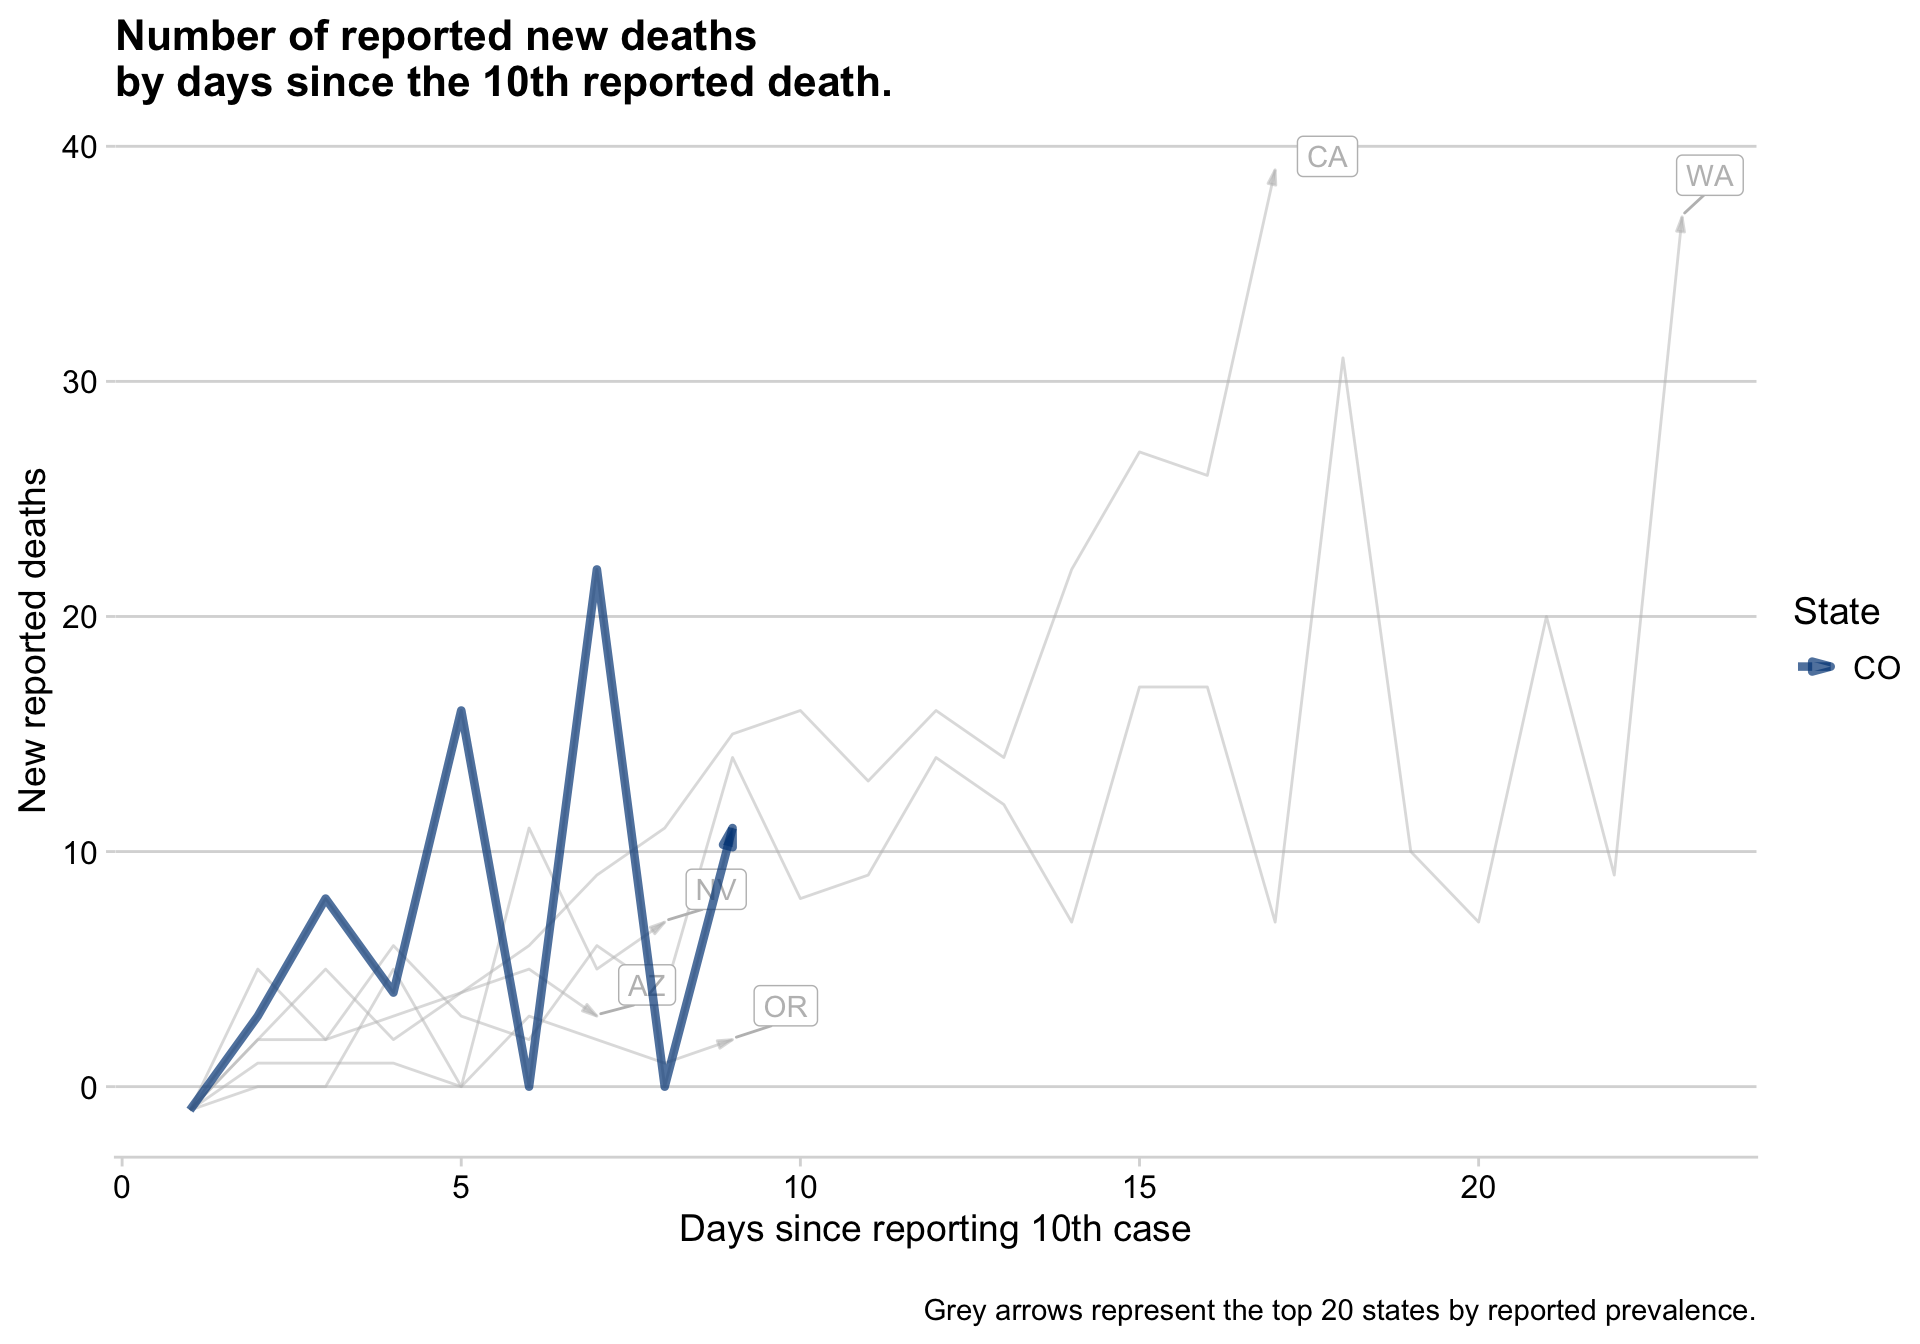 Number of reported new deaths
by days since the 10th reported death.
40
30
20
10
0
New reported deaths
CA
WA
NV
AZ
OR
State
CO
0 5 10 15 20
Days since reporting 10th case
Grey arrows represent the top 20 states by reported prevalence.